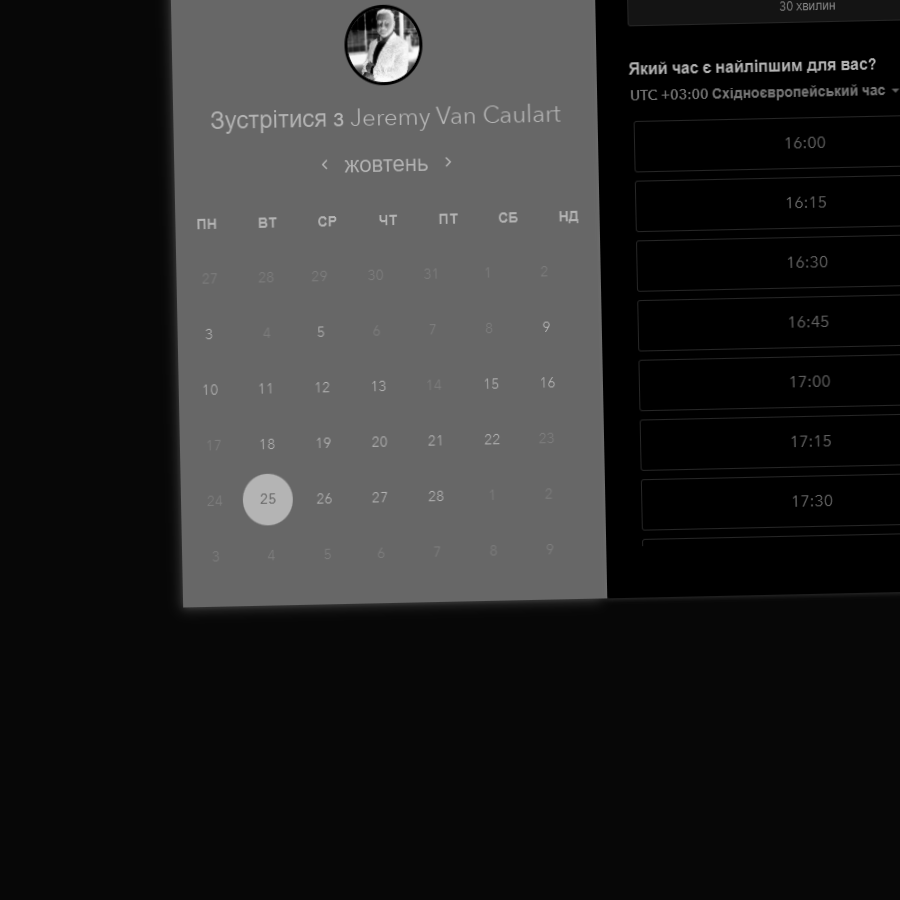 Зустрітися з Jeremy Van Caulart
‹ жовтень ›
ПН ВТ СР ЧТ ПТ СБ НД
27 28 29 30 31 1 2
3 4 5 6 7 8 9
10 11 12 13 14 15 16
17 18 19 20 21 22 23
24 25 26 27 28 1 2
3 4 5 6 7 8 9
30 хвилин
Який час є найліпшим для вас?
UTC +03:00 Східноєвропейський час
16:00
16:15
16:30
16:45
17:00
17:15
17:30